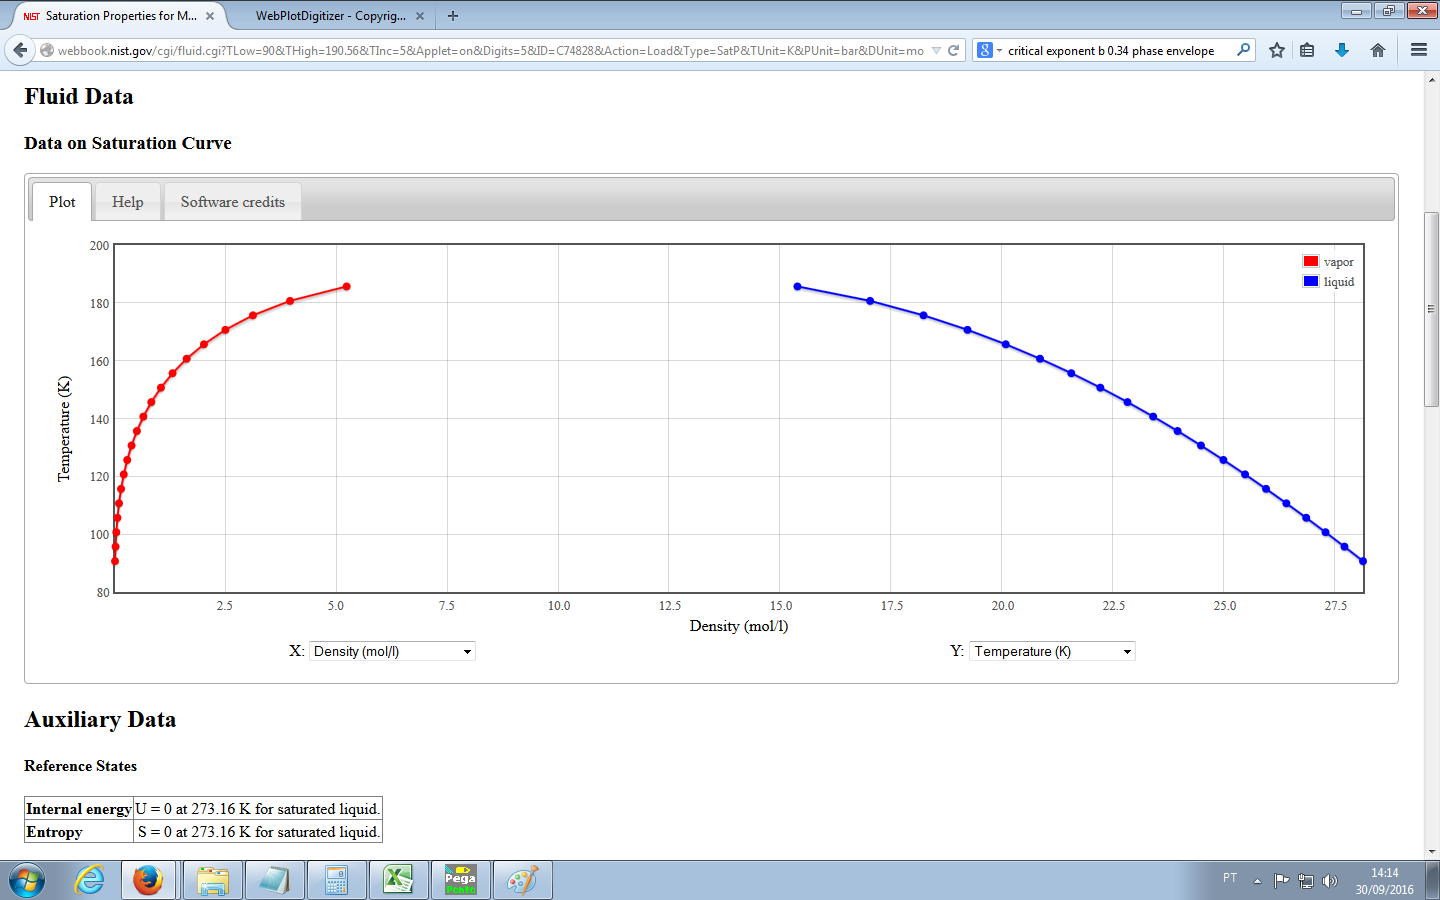 NIST Saturation Properties for M... ×
WebPlotDigitizer - Copyrig... × +
webbook.nist.gov/cgi/fluid.cgi?TLow=90&THigh=190.56&TInc=5&Applet=on&Digits=5&ID=C74828&Action=Load&Type=SatP&TUnit=K&PUnit=bar&DUnit=mo
8 critical exponent b 0.34 phase envelope
Fluid Data
Data on Saturation Curve
Plot Help Software credits
200
180
160
140
120
100
80
Temperature (K)
vapor
liquid
2.5 5.0 7.5 10.0 12.5 15.0 17.5 20.0 22.5 25.0 27.5
Density (mol/l)
X: Density (mol/l) Y: Temperature (K)
Auxiliary Data
Reference States
Internal energy U = 0 at 273.16 K for saturated liquid.
Entropy S = 0 at 273.16 K for saturated liquid.
Pega
Ponto
PT
14:14
30/09/2016